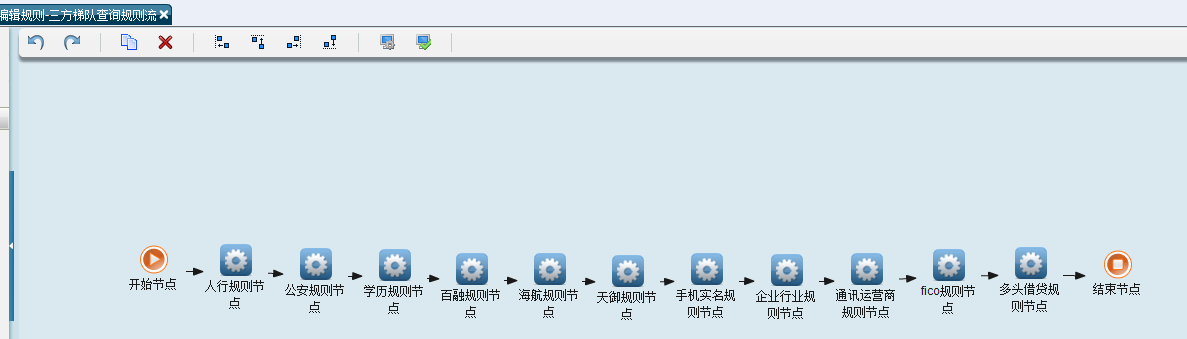 编辑规则-三方梯队查询规则流
开始节点
人行规则节
点
公安规则节
点
学历规则节
点
百融规则节
点
海航规则节
点
天御规则节
点
手机实名规
则节点
企业行业规
则节点
通讯运营商
规则节点
fico规则节
点
多头借贷规
则节点
结束节点